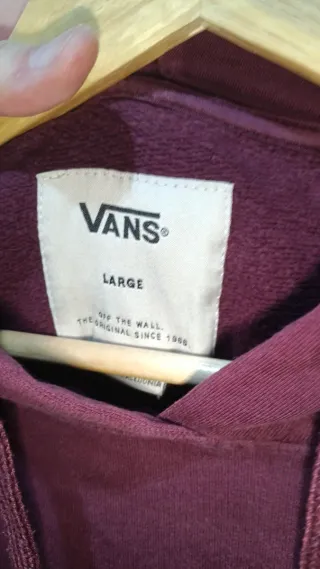 VANS®
LARGE
"OFF THE WALL"
THE ORIGINAL SINCE 1966